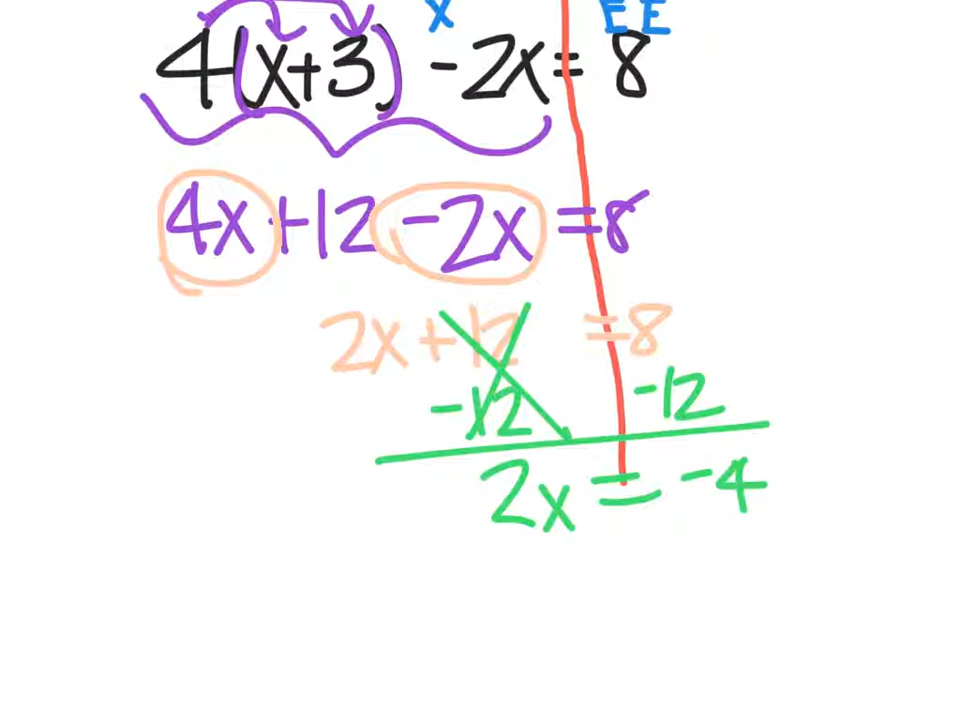 x EE
4(x+3) -2x = 8
4x +12 -2x = 8
2x +12 = 8
-12 -12
2x = -4